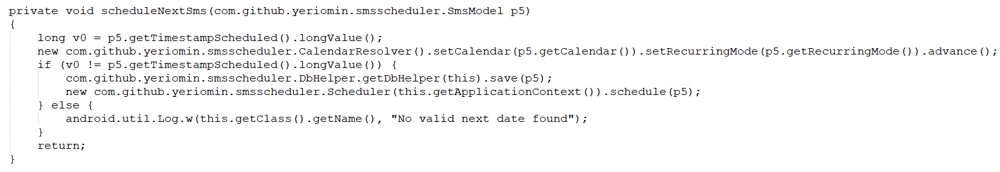 private void scheduleNextSms(com.github.yeriomin.smsscheduler.SmsModel p5)
{
    long v0 = p5.getTimestampScheduled().longValue();
    new com.github.yeriomin.smsscheduler.CalendarResolver().setCalendar(p5.getCalendar()).setRecurringMode(p5.getRecurringMode()).advance();
    if (v0 != p5.getTimestampScheduled().longValue()) {
        com.github.yeriomin.smsscheduler.DbHelper.getDbHelper(this).save(p5);
        new com.github.yeriomin.smsscheduler.Scheduler(this.getApplicationContext()).schedule(p5);
    } else {
        android.util.Log.w(this.getClass().getName(), "No valid next date found");
    }
    return;
}